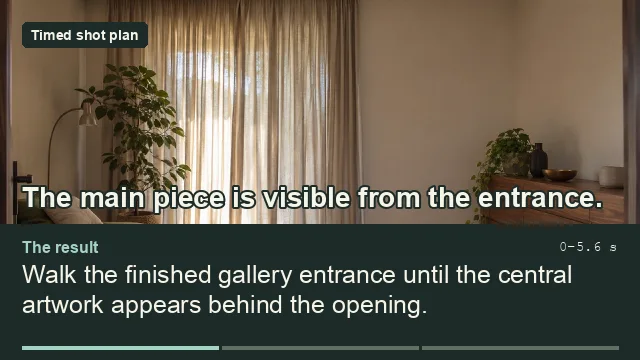 Timed shot plan
The main piece is visible from the entrance.
The result
0–5.6 s
Walk the finished gallery entrance until the central
artwork appears behind the opening.